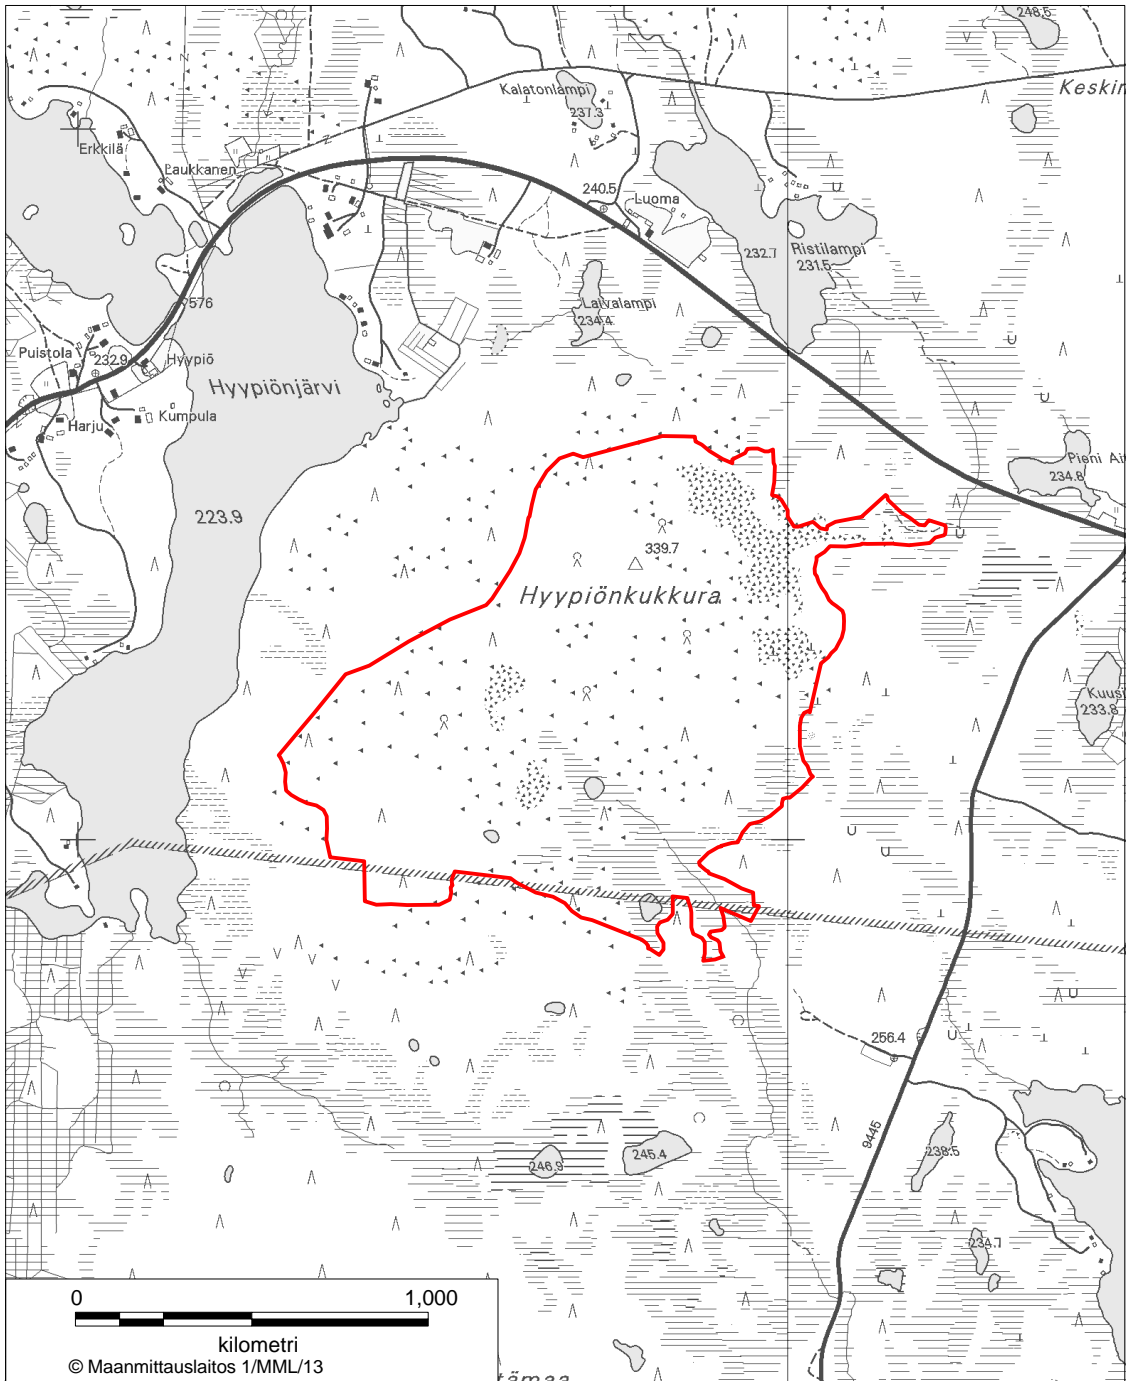 248.5
Keskin
Kalatonlampi
237.3
Erkkilä
Laukkanen
240.5
Luoma
232.7
Ristilampi
231.5
576
Laivalampi
234.4
Puistola
232.9
Hyypiö
Hyypiönjärvi
Harju
Kumpula
Pieni Ai
234.8
223.9
339.7
Hyypiönkukkura
Kuusi
233.8
256.4
9445
238.5
246.9
245.4
234.7
0
1,000
kilometri
© Maanmittauslaitos 1/MML/13
tämaa